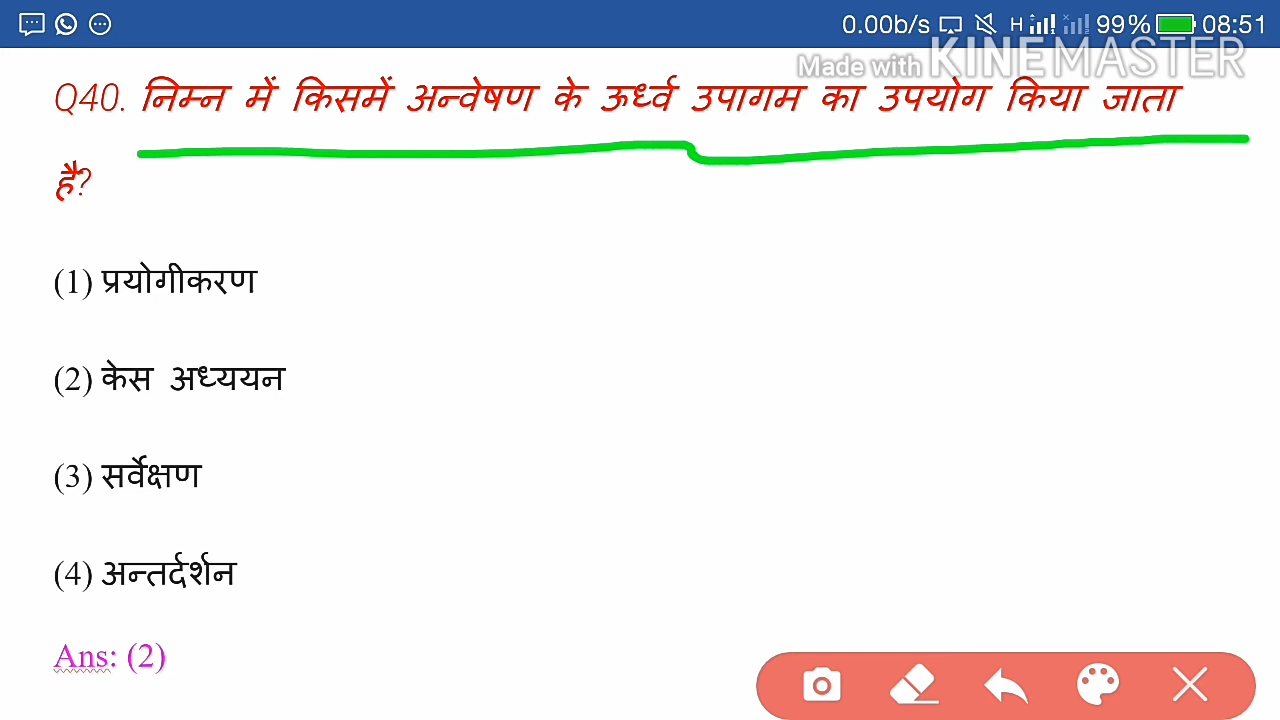 0.00b/s H 99% 08:51
Made with KINEMASTER
Q40. निम्न में किसमें अन्वेषण के ऊर्ध्व उपागम का उपयोग किया जाता
है?
(1) प्रयोगीकरण
(2) केस अध्ययन
(3) सर्वेक्षण
(4) अन्तर्दर्शन
Ans: (2)